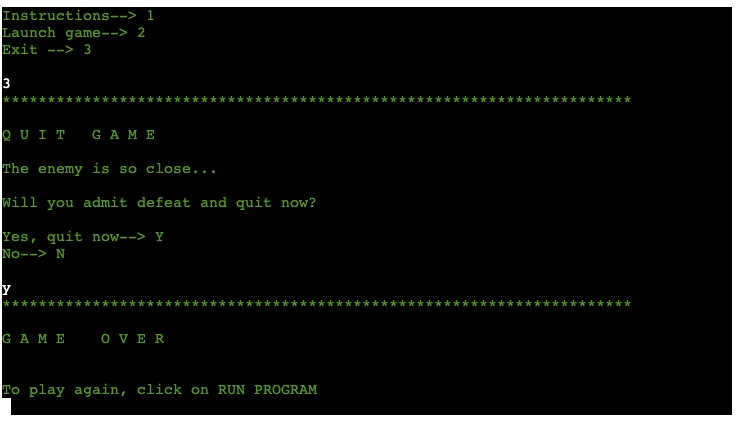 Instructions--> 1
Launch game--> 2
Exit --> 3
3
**********************************************************************
Q U I T   G A M E
The enemy is so close...
Will you admit defeat and quit now?
Yes, quit now--> Y
No--> N
y
**********************************************************************
G A M E    O V E R
To play again, click on RUN PROGRAM